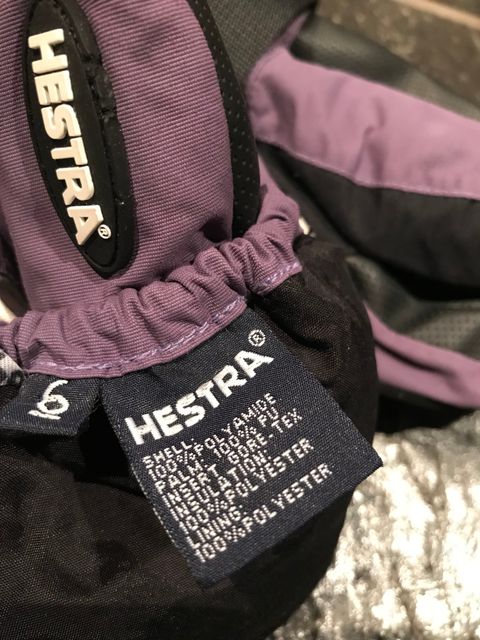 HESTRA®
6
HESTRA®
SHELL:
100%POLYAMIDE
PALM: 100% PU
INSERT: GORE-TEX
INSULATION:
100%POLYESTER
LINING:
100%POLYESTER